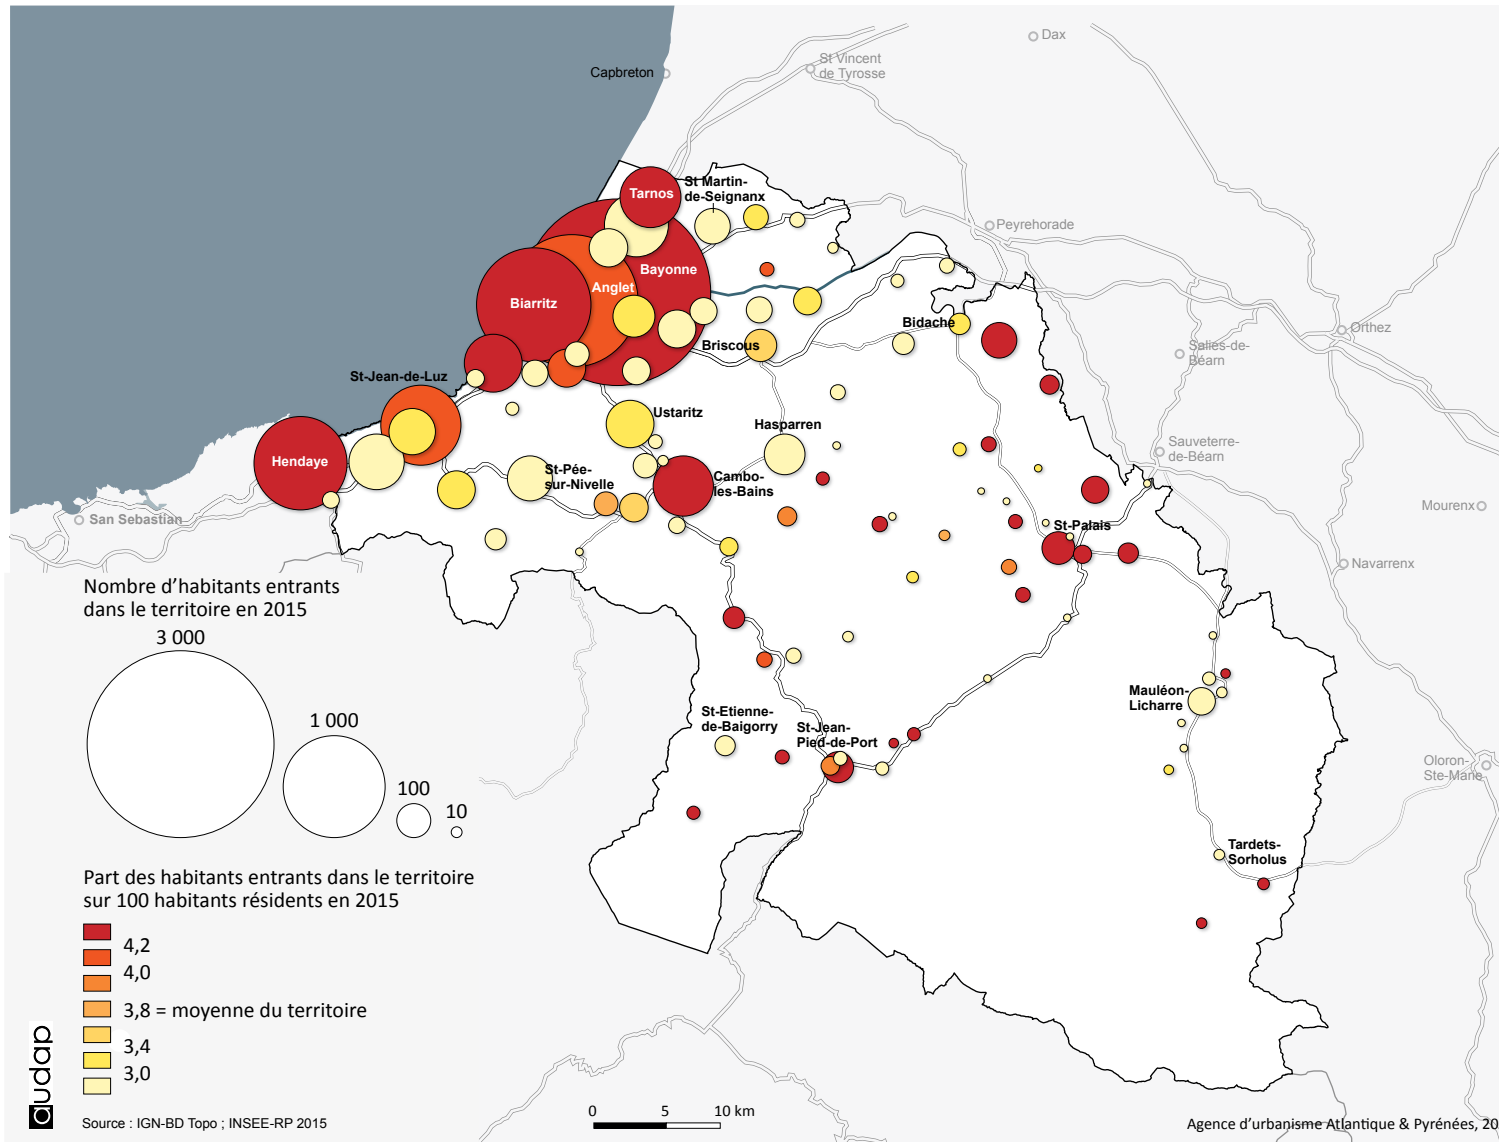 Dax
St Vincent
de Tyrosse
Capbreton
Tarnos
St Martin-
de-Seignanx
Peyrehorade
Bayonne
Anglet
Biarritz
Bidache
Orthez
Briscous
Salies-de-
Béarn
St-Jean-de-Luz
Ustaritz
Hasparren
Sauveterre-
de-Béarn
Hendaye
St-Pée-
sur-Nivelle
Cambo-
les-Bains
Mourenx
San Sebastian
St-Palais
Navarrenx
Nombre d'habitants entrants
dans le territoire en 2015
3 000
1 000
100
10
Mauléon-
Licharre
St-Etienne-
de-Baigorry
St-Jean-
Pied-de-Port
Oloron-
Ste-Marie
Tardets-
Sorholus
Part des habitants entrants dans le territoire
sur 100 habitants résidents en 2015
4,2
4,0
3,8 = moyenne du territoire
3,4
3,0
audap
Source : IGN-BD Topo ; INSEE-RP 2015
0 5 10 km
Agence d'urbanisme Atlantique & Pyrénées, 20